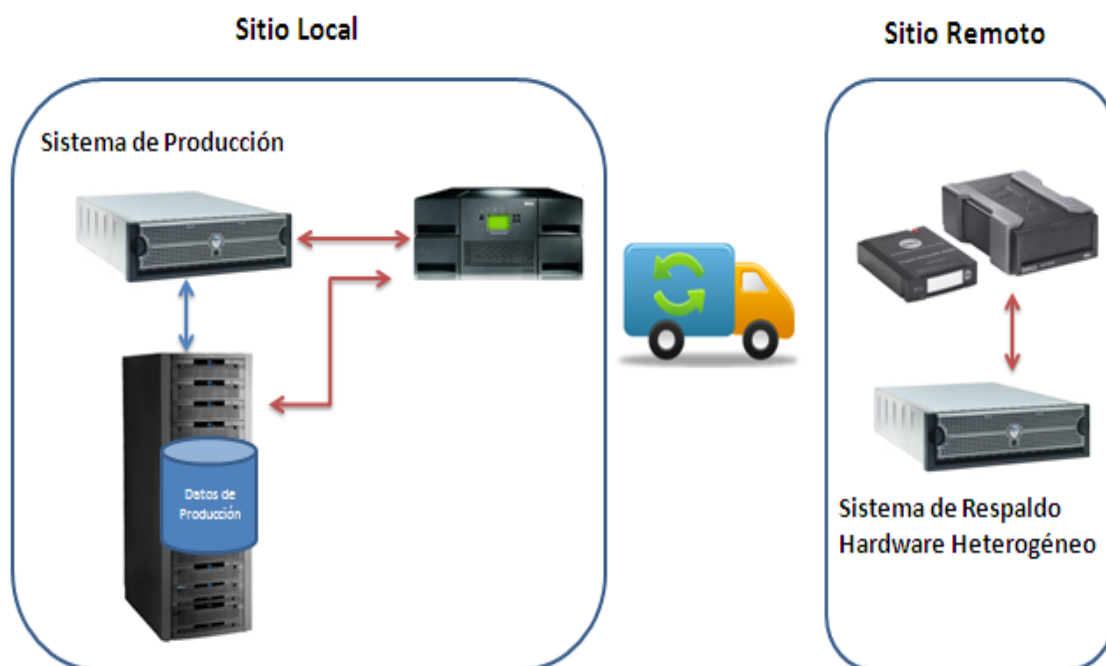 Sitio Local
Sitio Remoto
Sistema de Producción
Datos de
Producción
Sistema de Respaldo
Hardware Heterogéneo